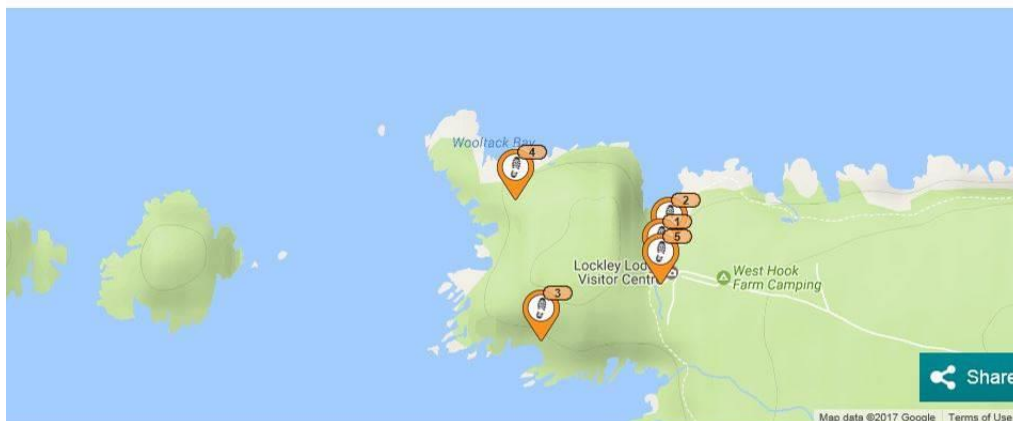 Wooltack Bay
4
2
1
5
Lockley Lod
Visitor Centre
West Hook
Farm Camping
3
Share
Map data ©2017 Google
Terms of Use